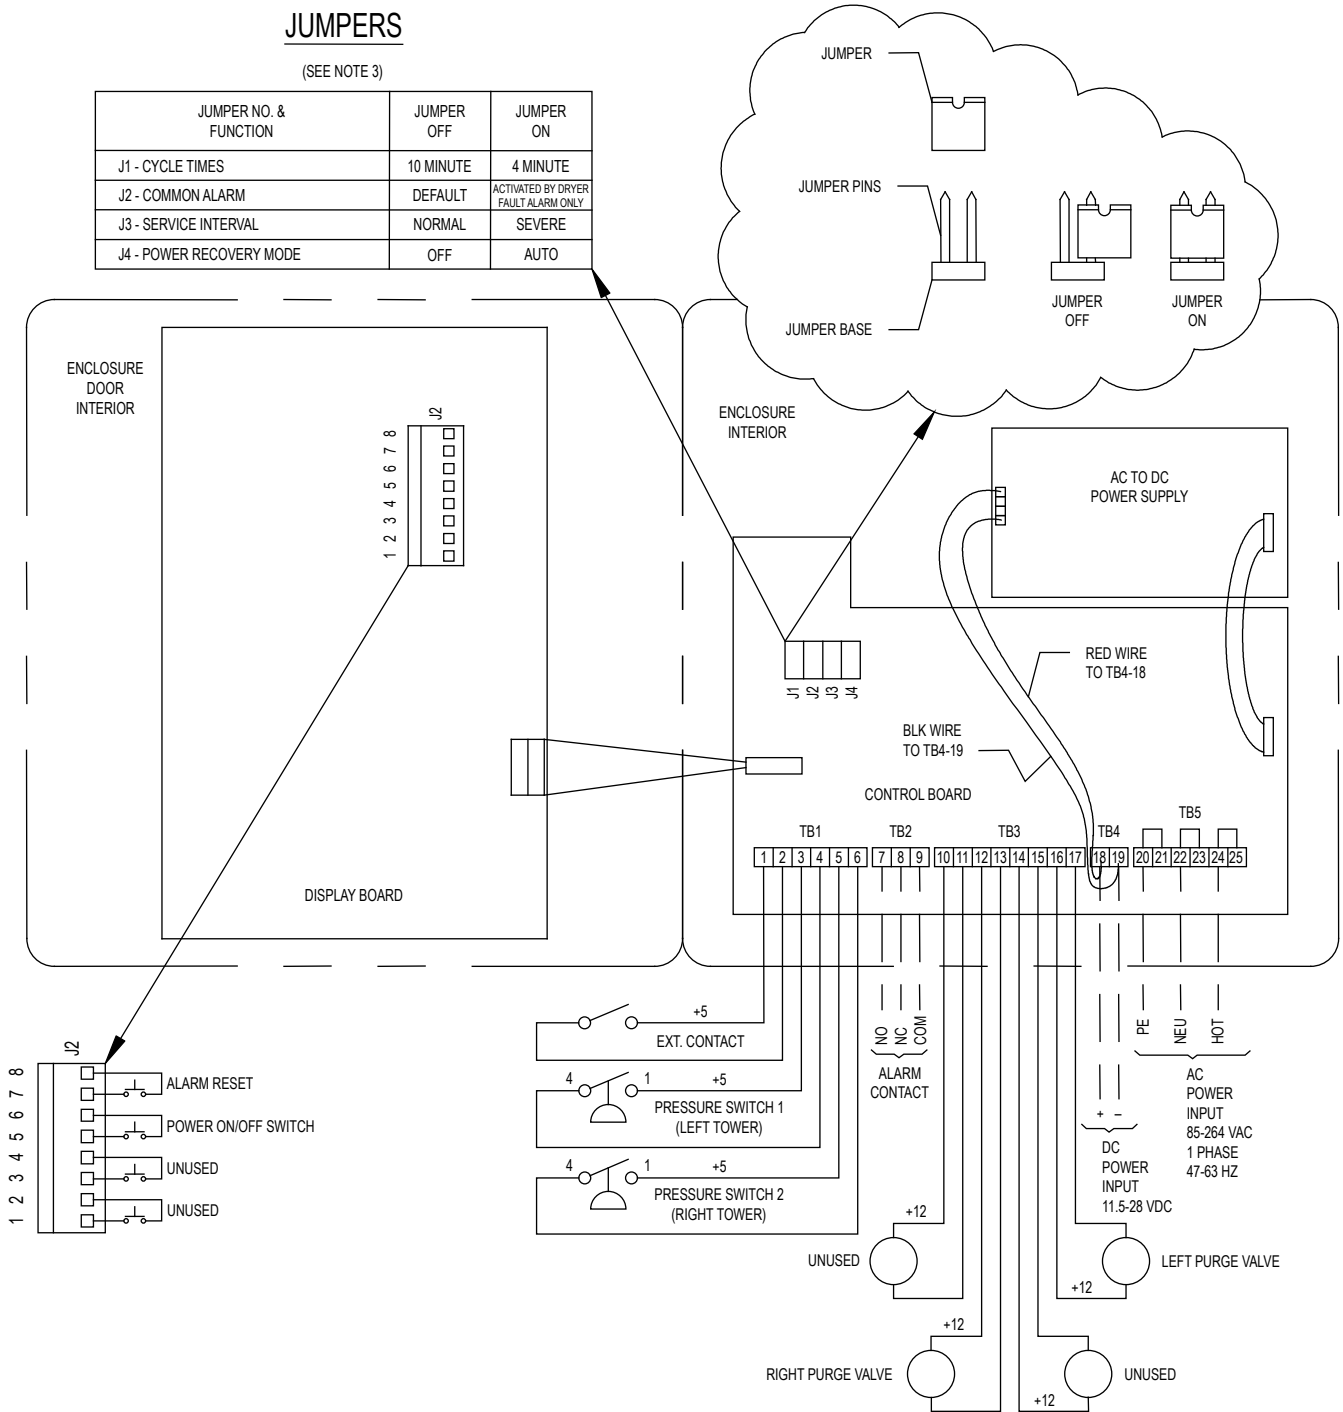 JUMPERS
(SEE NOTE 3)
JUMPER NO. & FUNCTION JUMPER OFF JUMPER ON
J1 - CYCLE TIMES 10 MINUTE 4 MINUTE
J2 - COMMON ALARM DEFAULT ACTIVATED BY DRYER FAULT ALARM ONLY
J3 - SERVICE INTERVAL NORMAL SEVERE
J4 - POWER RECOVERY MODE OFF AUTO
JUMPER
JUMPER PINS
JUMPER BASE
JUMPER
OFF
JUMPER
ON
ENCLOSURE
DOOR
INTERIOR
J2
1 2 3 4 5 6 7 8
DISPLAY BOARD
ENCLOSURE
INTERIOR
AC TO DC
POWER SUPPLY
RED WIRE
TO TB4-18
J1
J2
J3
J4
BLK WIRE
TO TB4-19
CONTROL BOARD
TB1 TB2 TB3 TB4 TB5
1 2 3 4 5 6 7 8 9 10 11 12 13 14 15 16 17 18 19 20 21 22 23 24 25
+5
EXT. CONTACT
4 1 +5
PRESSURE SWITCH 1
(LEFT TOWER)
4 1 +5
PRESSURE SWITCH 2
(RIGHT TOWER)
NO
NC
COM
ALARM
CONTACT
+ –
DC
POWER
INPUT
11.5-28 VDC
PE
NEU
HOT
AC
POWER
INPUT
85-264 VAC
1 PHASE
47-63 HZ
J2
1 2 3 4 5 6 7 8
ALARM RESET
POWER ON/OFF SWITCH
UNUSED
UNUSED
+12
UNUSED
+12
LEFT PURGE VALVE
+12
RIGHT PURGE VALVE
+12
UNUSED